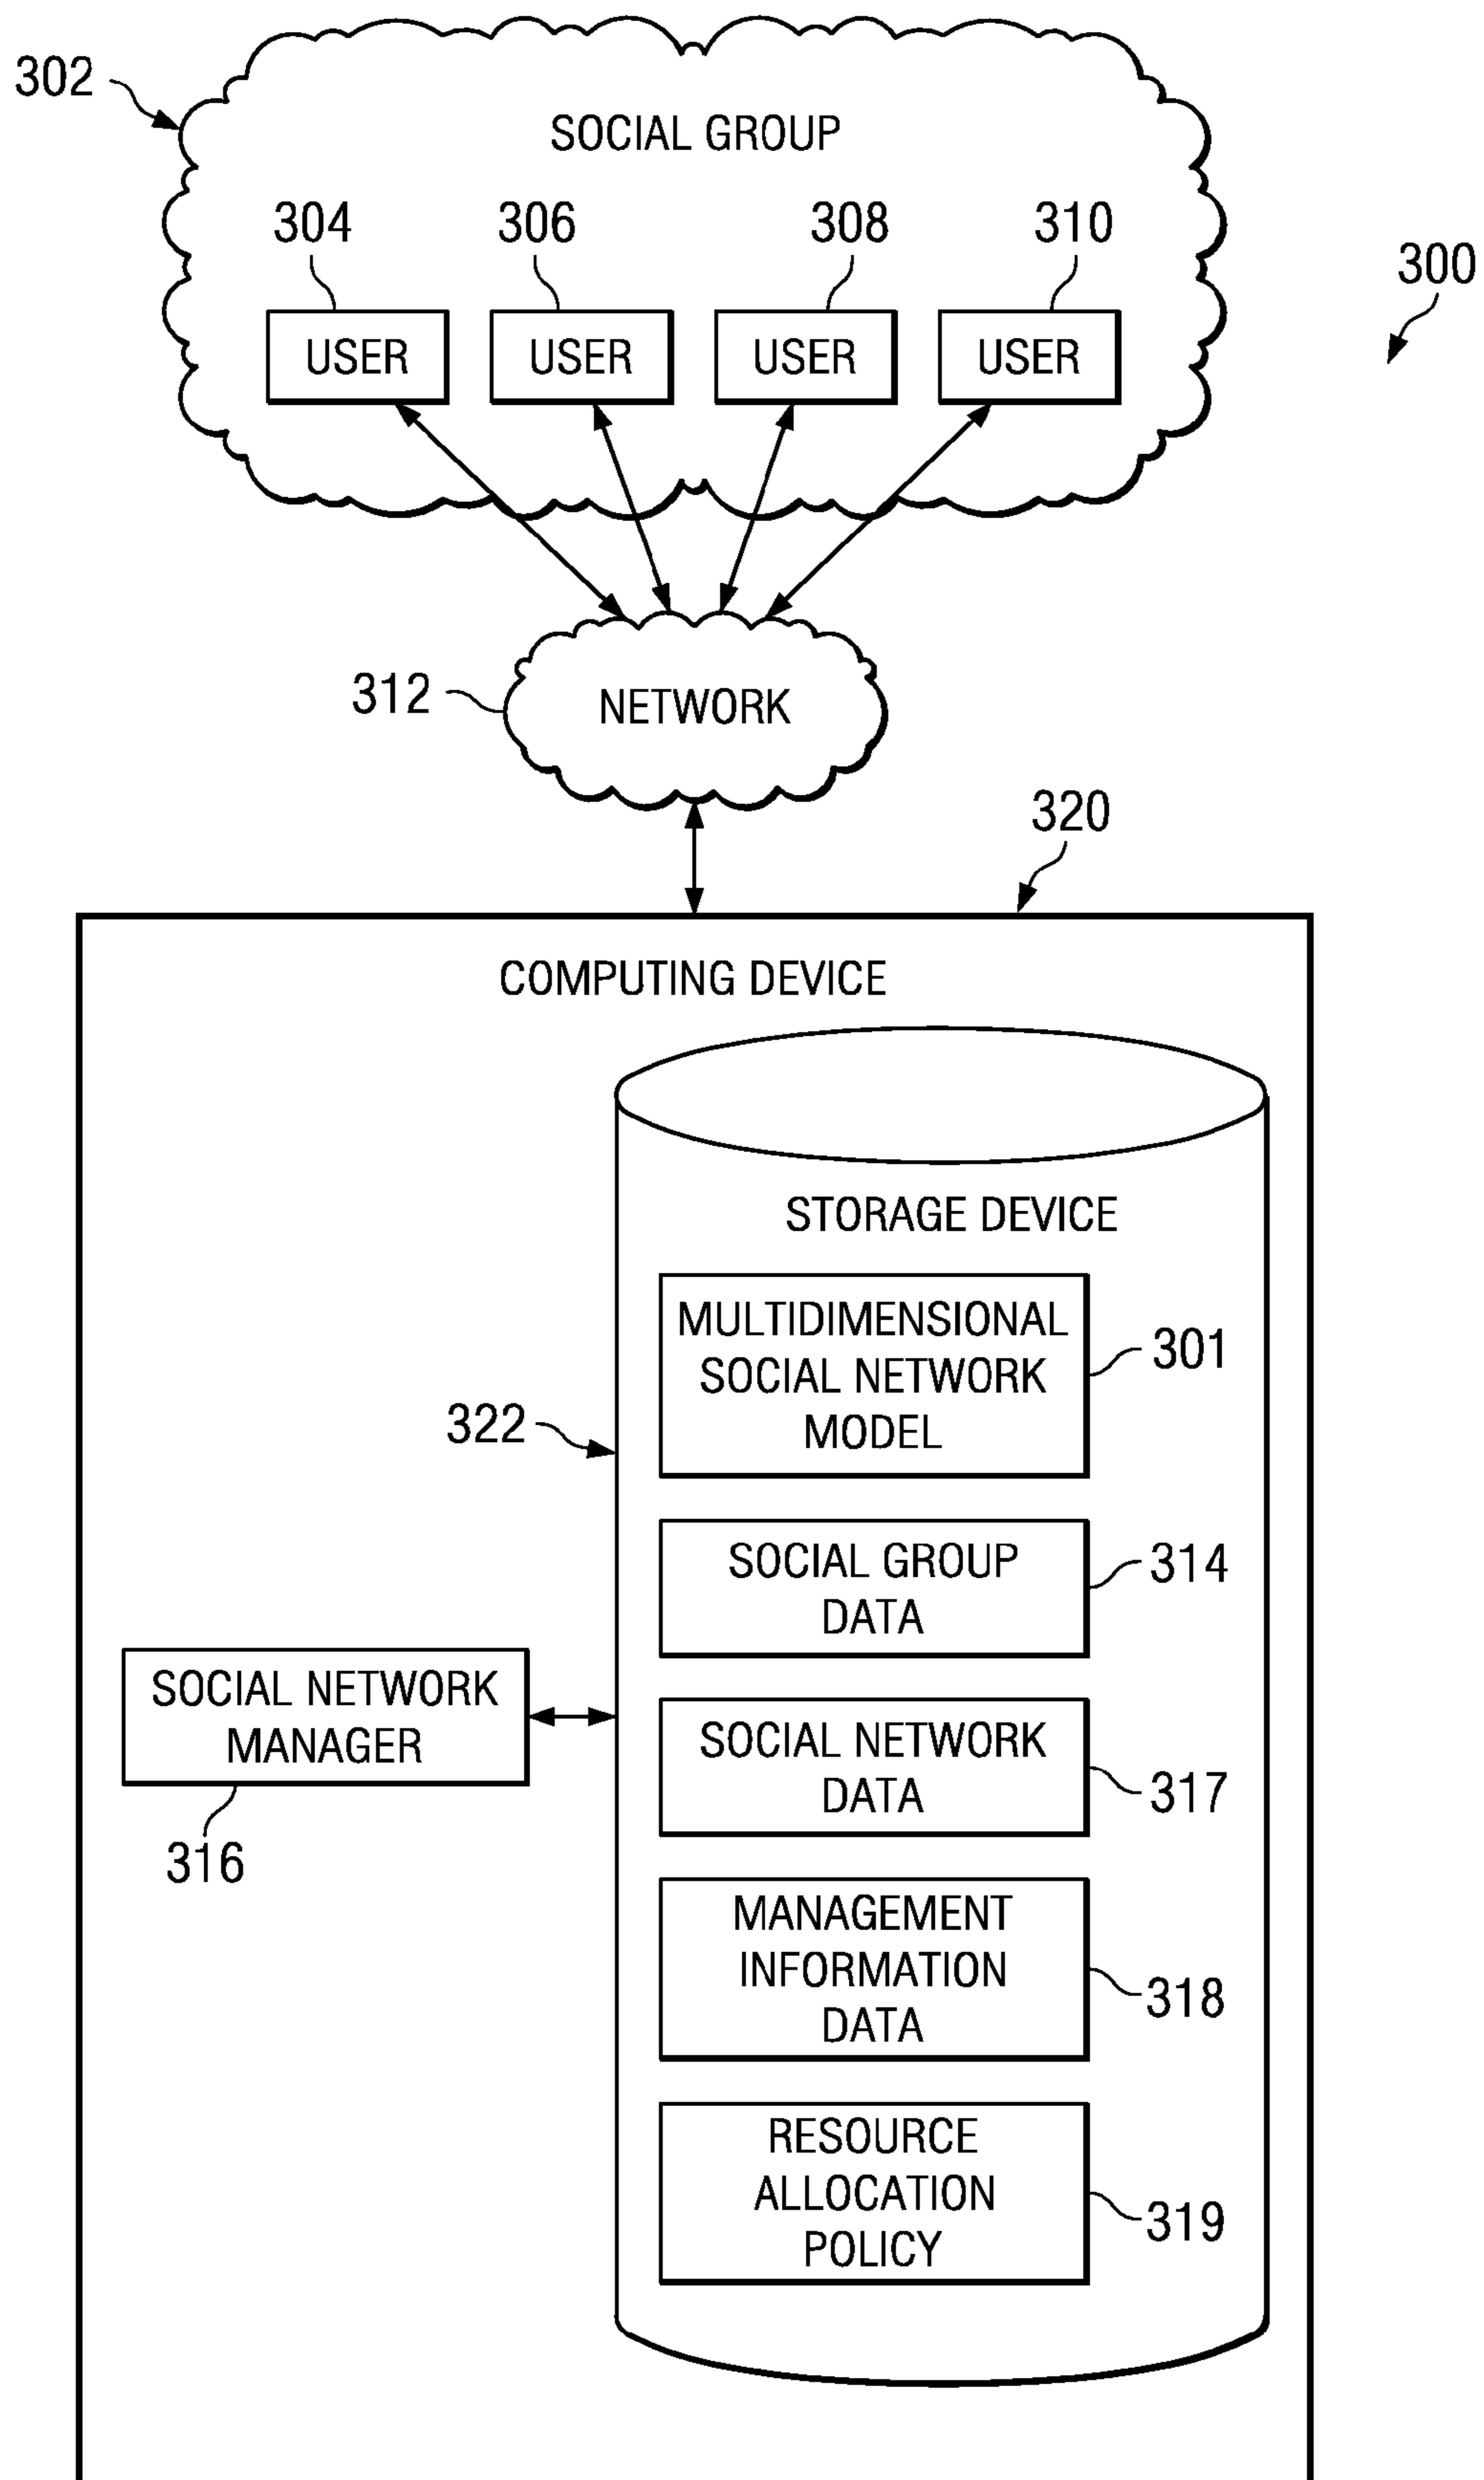 302
SOCIAL GROUP
304
306
308
310
300
USER
USER
USER
USER
312
NETWORK
320
COMPUTING DEVICE
STORAGE DEVICE
MULTIDIMENSIONAL
SOCIAL NETWORK
MODEL
301
322
SOCIAL GROUP
DATA
314
SOCIAL NETWORK
MANAGER
316
SOCIAL NETWORK
DATA
317
MANAGEMENT
INFORMATION
DATA
318
RESOURCE
ALLOCATION
POLICY
319